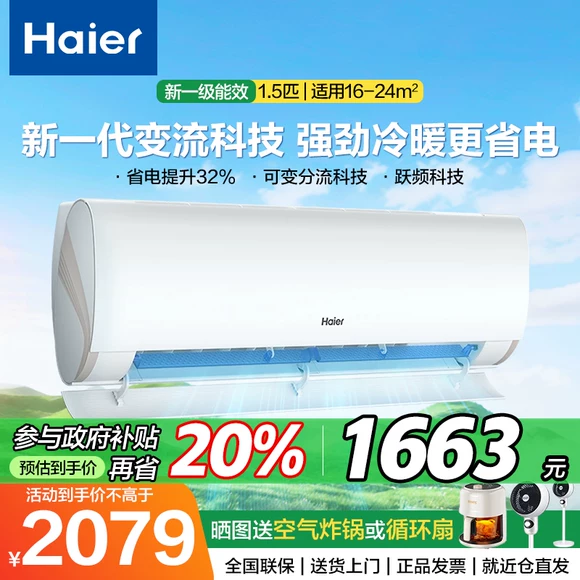 Haier
新一级能效 1.5匹|适用16-24m²
新一代变流科技 强劲冷暖更省电
·省电提升32% ·可变分流科技 ·跃频科技
Haier
参与政府补贴
预估到手价 再省
20%
1663元
活动到手价不高于
¥2079
晒图送空气炸锅或循环扇
全国联保|送货上门|正品发票|就近仓直发